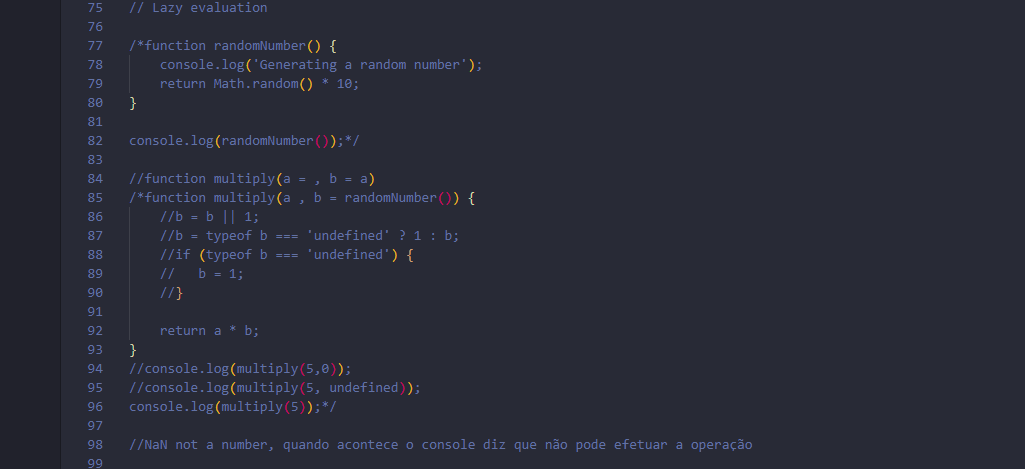 75 // Lazy evaluation
76
77 /*function randomNumber() {
78     console.log('Generating a random number');
79     return Math.random() * 10;
80 }
81
82 console.log(randomNumber());*/
83
84 //function multiply(a = , b = a)
85 /*function multiply(a , b = randomNumber()) {
86     //b = b || 1;
87     //b = typeof b === 'undefined' ? 1 : b;
88     //if (typeof b === 'undefined') {
89     //   b = 1;
90     //}
91
92     return a * b;
93 }
94 //console.log(multiply(5,0));
95 //console.log(multiply(5, undefined));
96 console.log(multiply(5));*/
97
98 //NaN not a number, quando acontece o console diz que não pode efetuar a operação
99